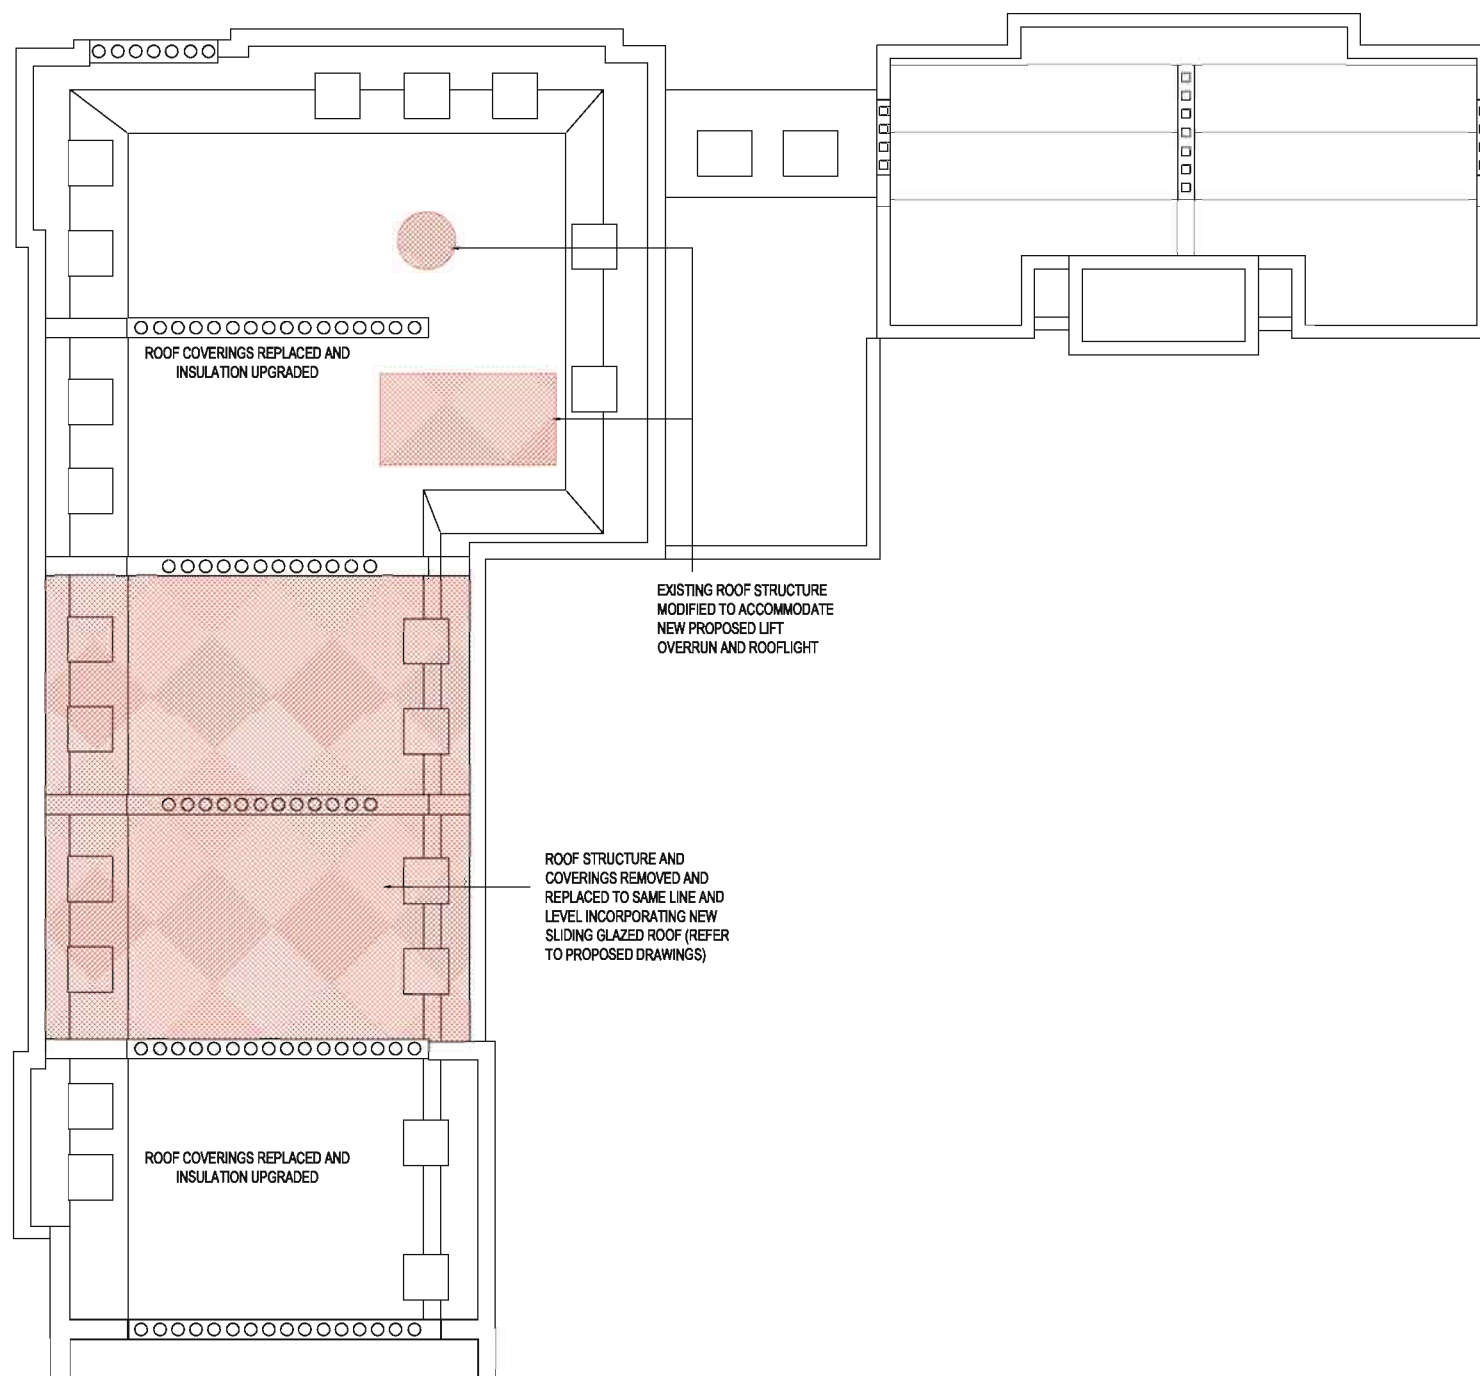 ROOF COVERINGS REPLACED AND
INSULATION UPGRADED
EXISTING ROOF STRUCTURE
MODIFIED TO ACCOMMODATE
NEW PROPOSED LIFT
OVERRUN AND ROOFLIGHT
ROOF STRUCTURE AND
COVERINGS REMOVED AND
REPLACED TO SAME LINE AND
LEVEL INCORPORATING NEW
SLIDING GLAZED ROOF (REFER
TO PROPOSED DRAWINGS)
ROOF COVERINGS REPLACED AND
INSULATION UPGRADED